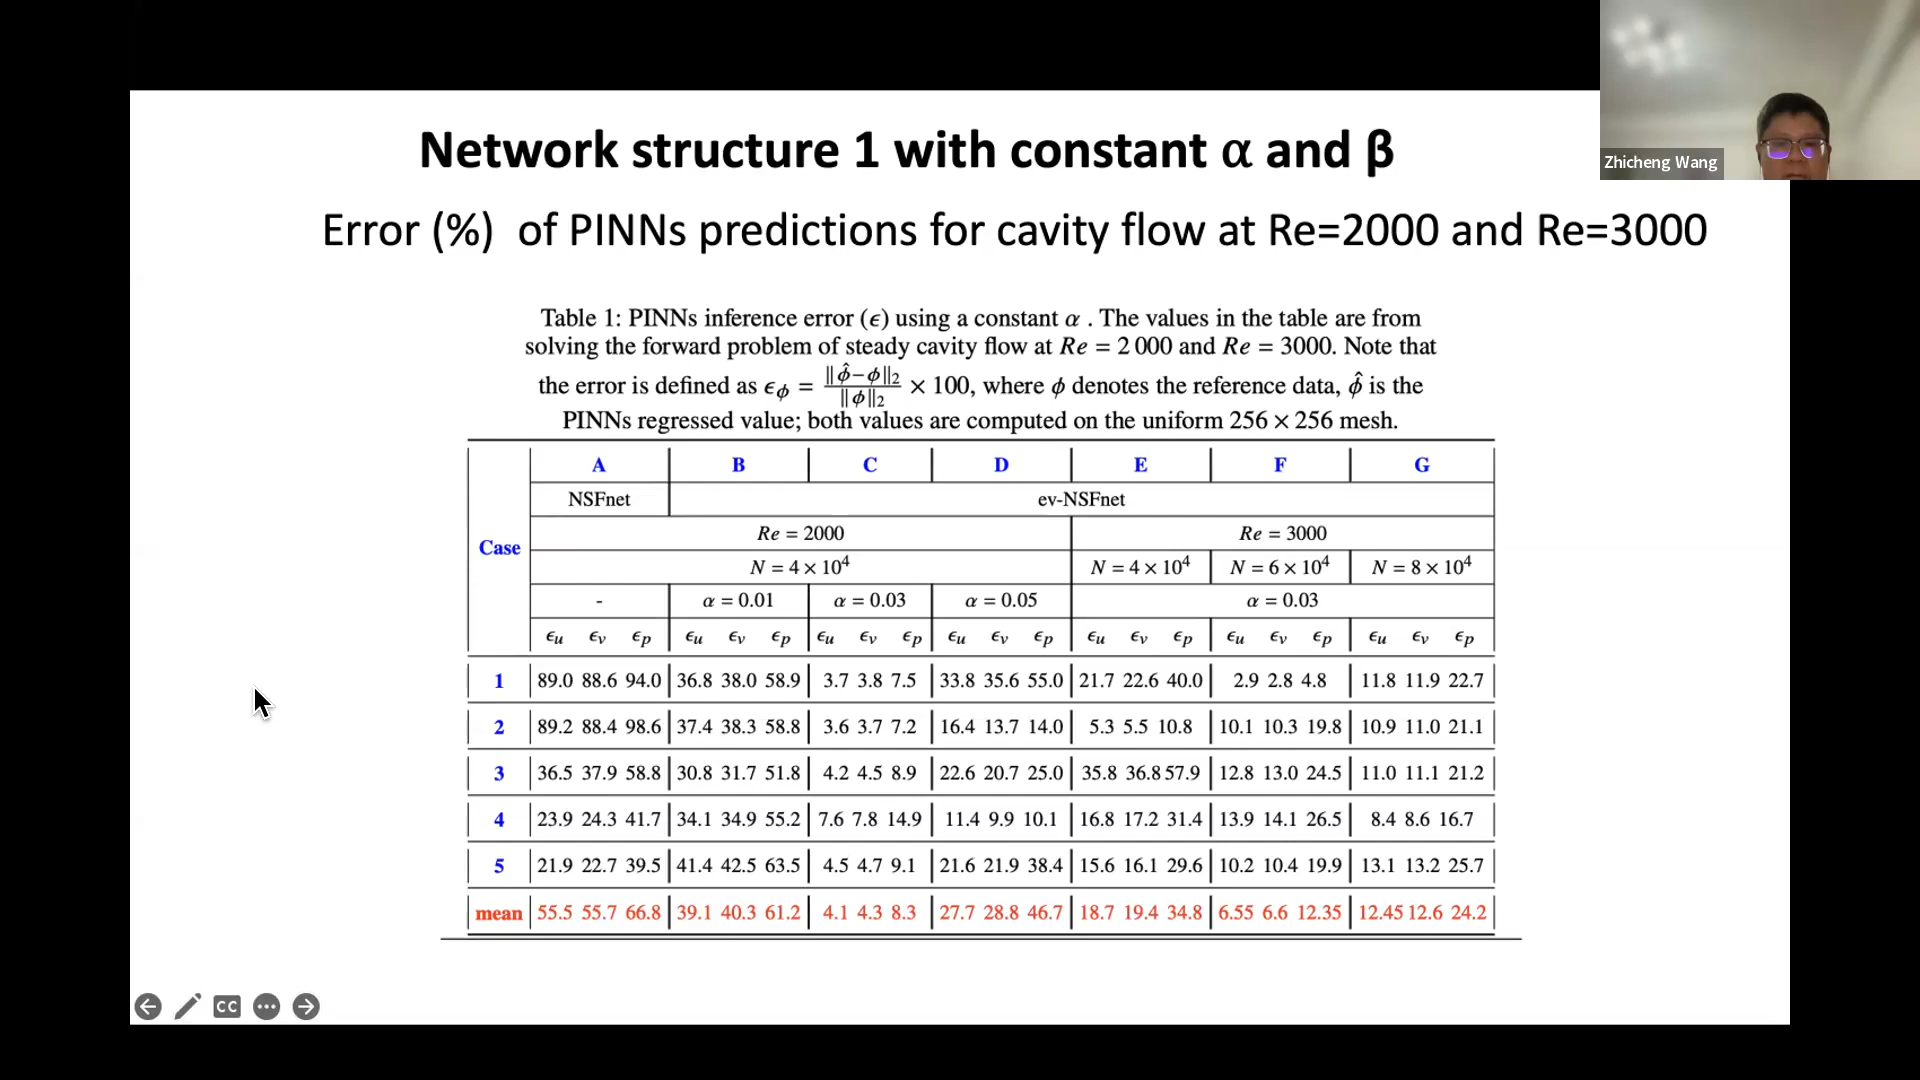 Zhicheng Wang
Network structure 1 with constant α and β
Error (%) of PINNs predictions for cavity flow at Re=2000 and Re=3000
Table 1: PINNs inference error (ϵ) using a constant α . The values in the table are from
solving the forward problem of steady cavity flow at Re = 2 000 and Re = 3000. Note that
the error is defined as ϵ_ϕ = ‖ϕ̂−ϕ‖₂ / ‖ϕ‖₂ × 100, where ϕ denotes the reference data, ϕ̂ is the
PINNs regressed value; both values are computed on the uniform 256 × 256 mesh.
Case A B C D E F G
NSFnet ev-NSFnet
Re = 2000 Re = 3000
N = 4 × 10⁴ N = 4 × 10⁴ N = 6 × 10⁴ N = 8 × 10⁴
- α = 0.01 α = 0.03 α = 0.05 α = 0.03
ϵu ϵv ϵp ϵu ϵv ϵp ϵu ϵv ϵp ϵu ϵv ϵp ϵu ϵv ϵp ϵu ϵv ϵp ϵu ϵv ϵp
1 89.0 88.6 94.0 36.8 38.0 58.9 3.7 3.8 7.5 33.8 35.6 55.0 21.7 22.6 40.0 2.9 2.8 4.8 11.8 11.9 22.7
2 89.2 88.4 98.6 37.4 38.3 58.8 3.6 3.7 7.2 16.4 13.7 14.0 5.3 5.5 10.8 10.1 10.3 19.8 10.9 11.0 21.1
3 36.5 37.9 58.8 30.8 31.7 51.8 4.2 4.5 8.9 22.6 20.7 25.0 35.8 36.8 57.9 12.8 13.0 24.5 11.0 11.1 21.2
4 23.9 24.3 41.7 34.1 34.9 55.2 7.6 7.8 14.9 11.4 9.9 10.1 16.8 17.2 31.4 13.9 14.1 26.5 8.4 8.6 16.7
5 21.9 22.7 39.5 41.4 42.5 63.5 4.5 4.7 9.1 21.6 21.9 38.4 15.6 16.1 29.6 10.2 10.4 19.9 13.1 13.2 25.7
mean 55.5 55.7 66.8 39.1 40.3 61.2 4.1 4.3 8.3 27.7 28.8 46.7 18.7 19.4 34.8 6.55 6.6 12.35 12.45 12.6 24.2
CC